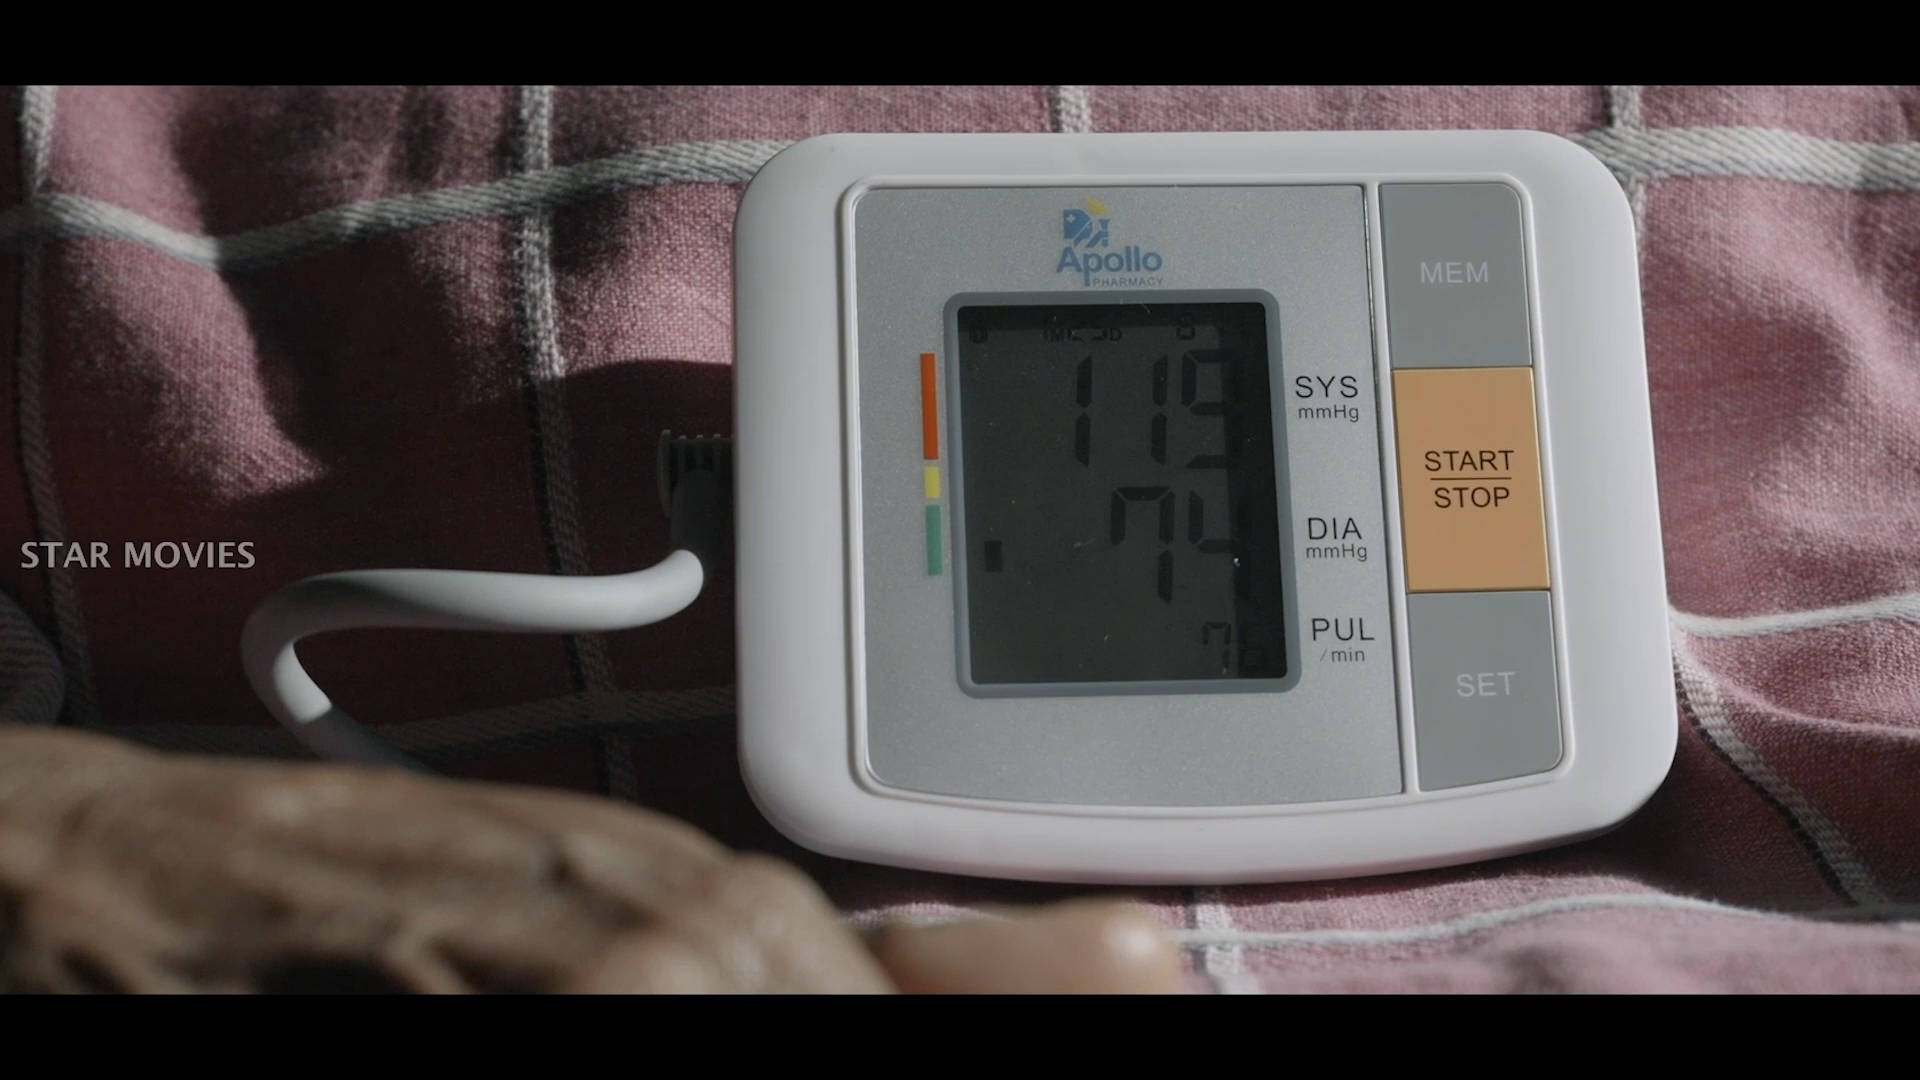 Apollo
PHARMACY
119
SYS
mmHg
74
DIA
mmHg
PUL
/min
MEM
START
STOP
SET
STAR MOVIES